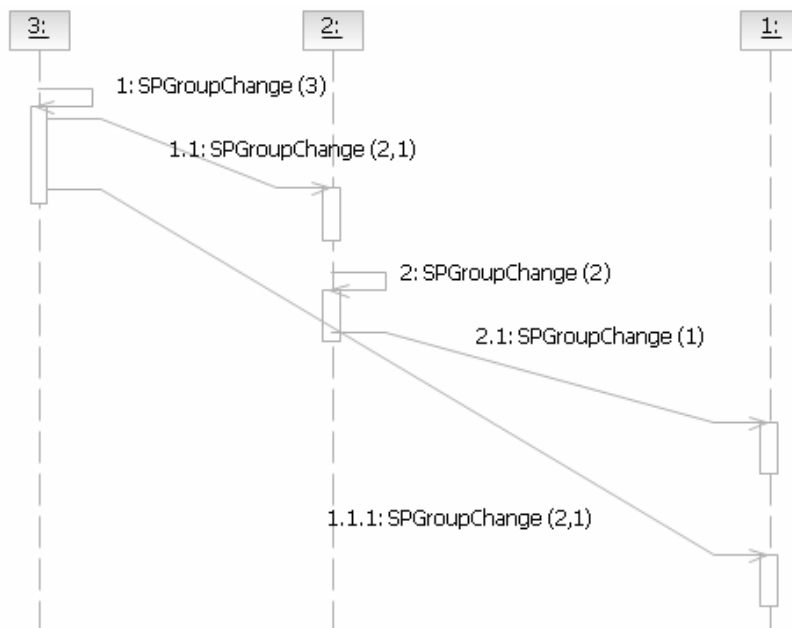 3:
2:
1:
1: SPGroupChange (3)
1.1: SPGroupChange (2,1)
2: SPGroupChange (2)
2.1: SPGroupChange (1)
1.1.1: SPGroupChange (2,1)